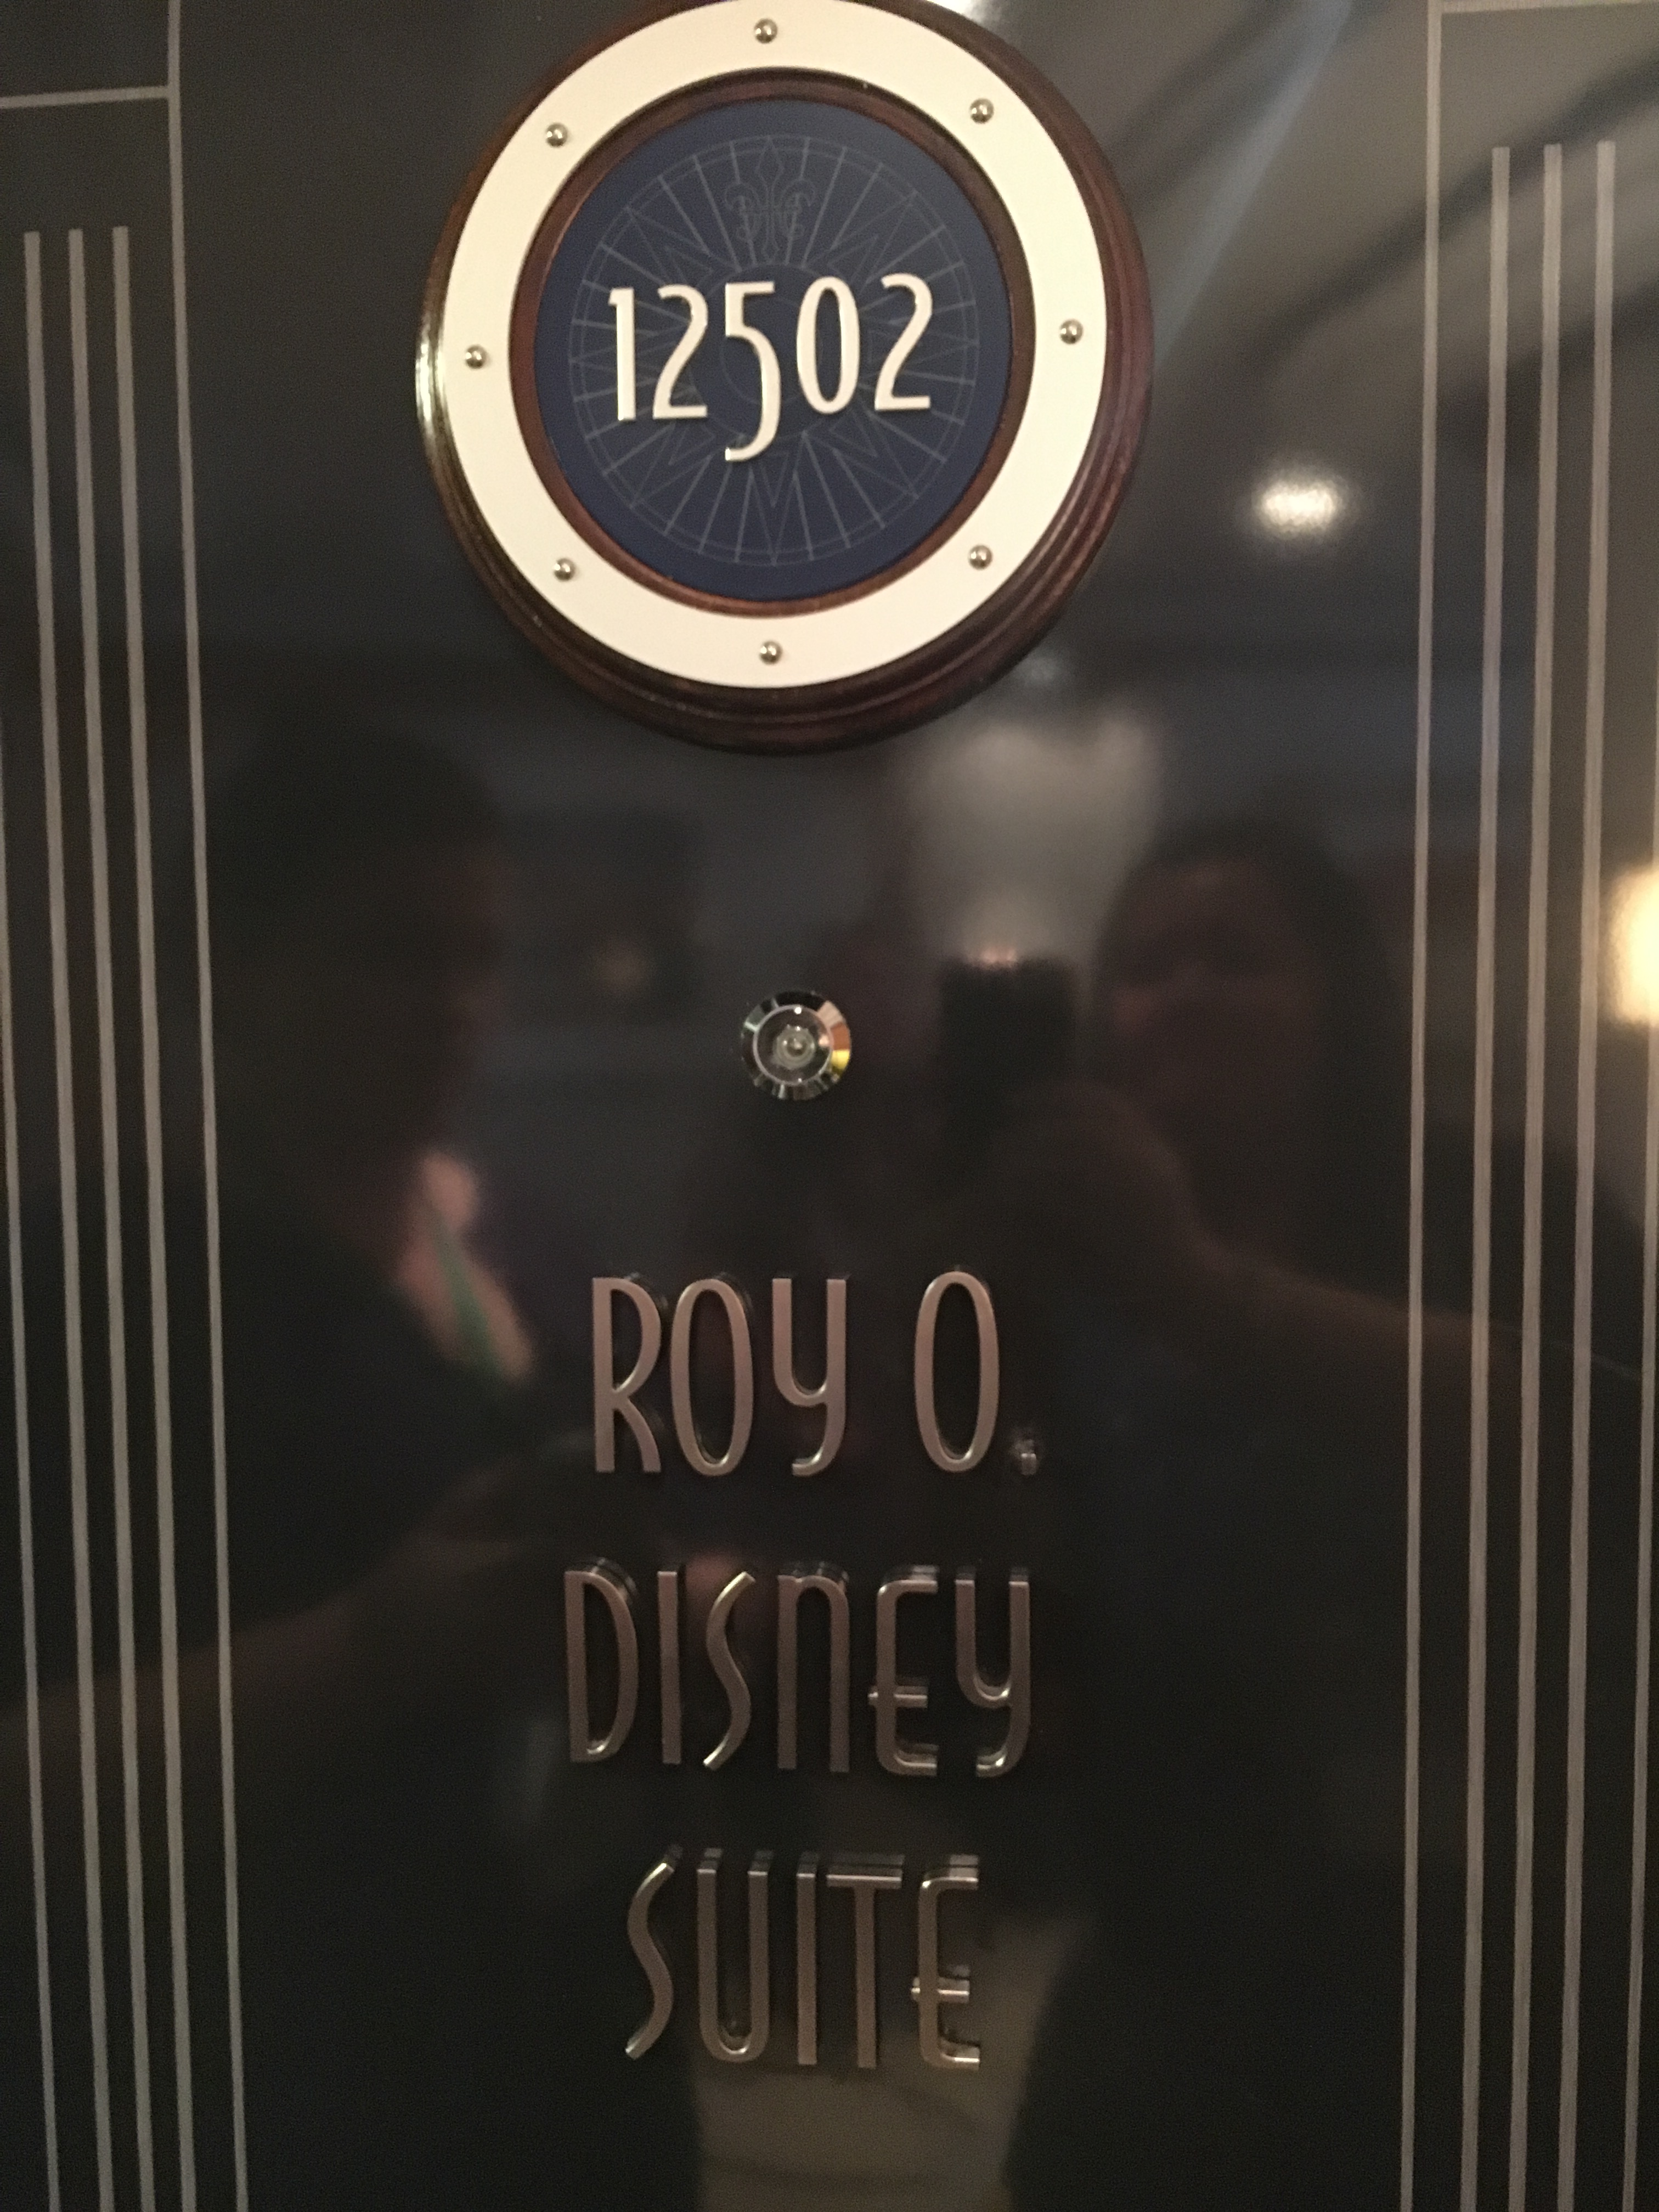 12502
ROY O.
DISNEY
SUITE